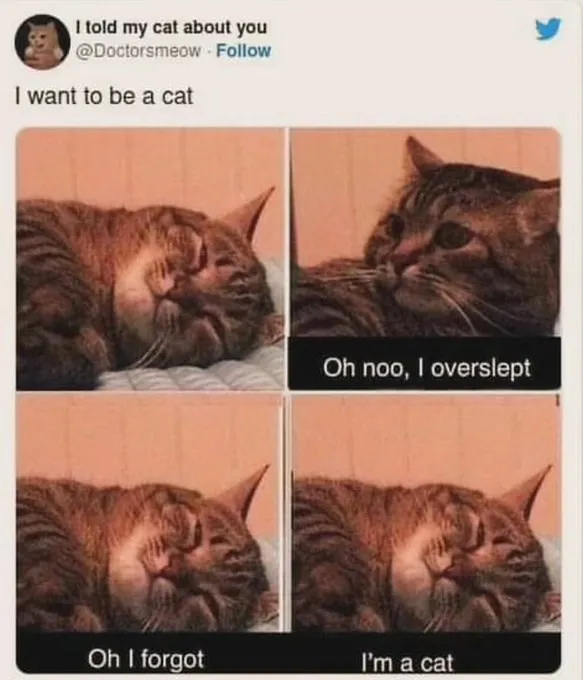 I told my cat about you
@Doctorsmeow · Follow
I want to be a cat
Oh noo, I overslept
Oh I forgot
I'm a cat